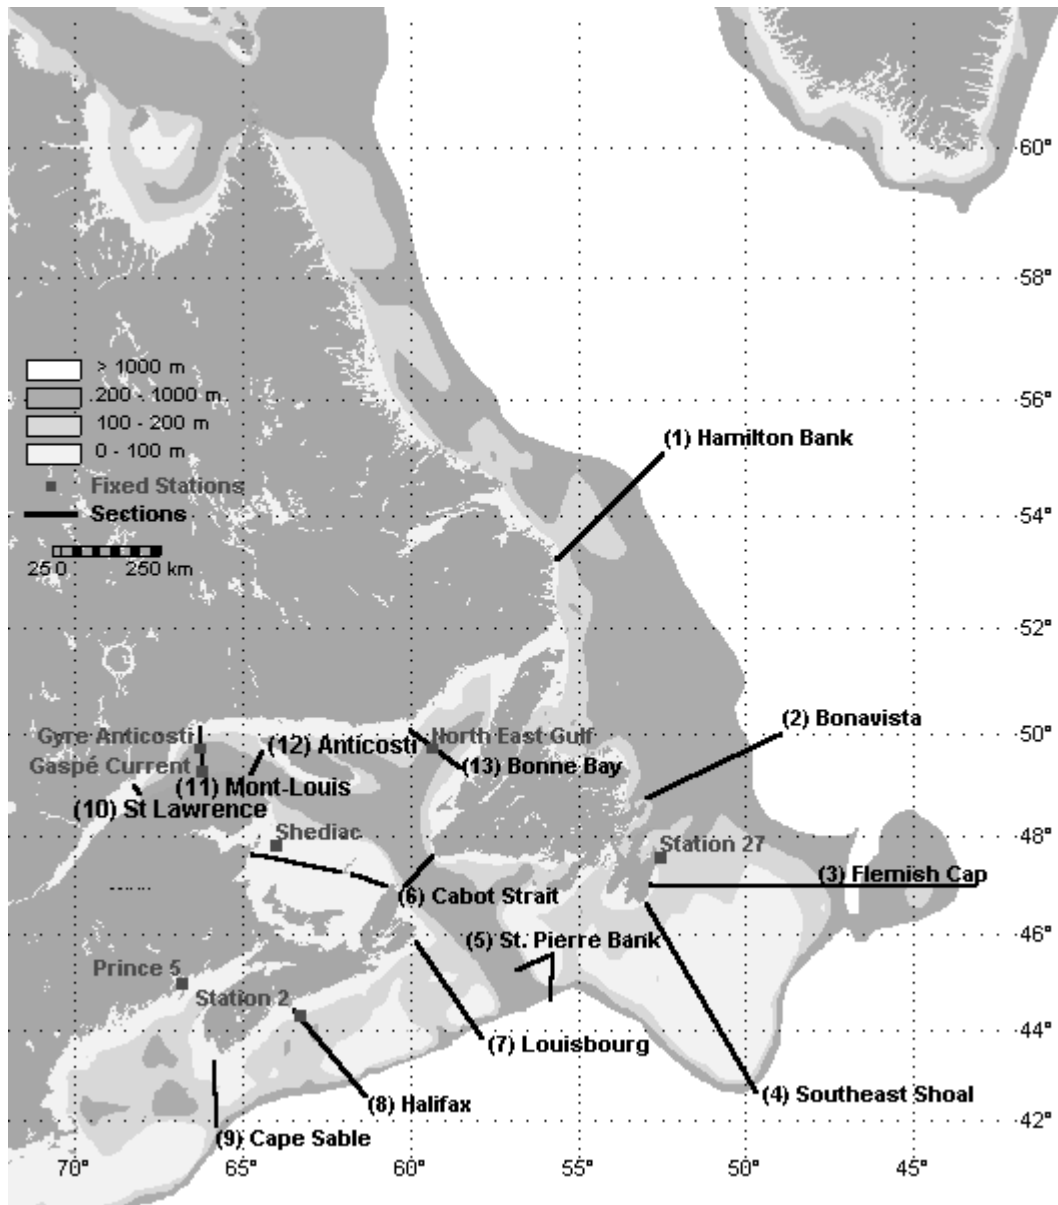 60°
58°
> 1000 m
200 - 1000 m
100 - 200 m
0 - 100 m
Fixed Stations
Sections
25 0 250 km
56°
(1) Hamilton Bank
54°
52°
(2) Bonavista
50°
Gyre Anticosti
(12) Anticosti
North East Gulf
Gaspé Current
(13) Bonne Bay
(11) Mont-Louis
(10) St Lawrence
Shediac
48°
Station 27
(3) Flemish Cap
(6) Cabot Strait
46°
(5) St. Pierre Bank
Prince 5
Station 2
44°
(7) Louisbourg
(8) Halifax
(4) Southeast Shoal
42°
(9) Cape Sable
70° 65° 60° 55° 50° 45°